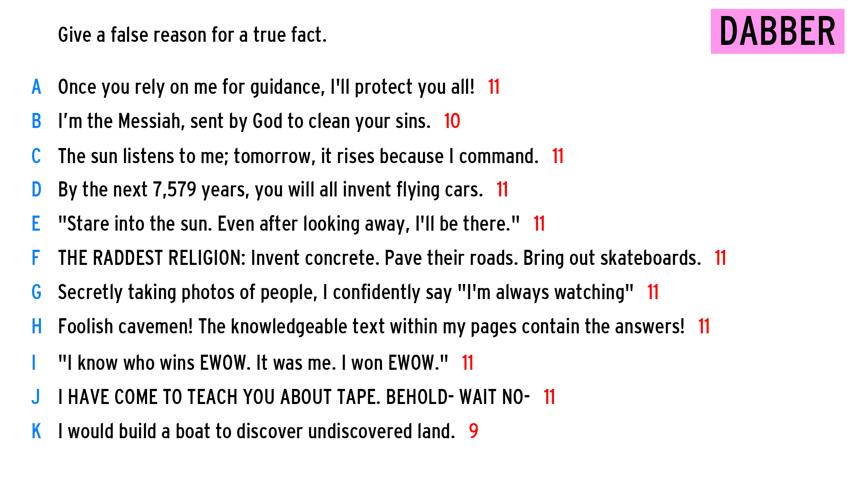 Give a false reason for a true fact.
DABBER
A Once you rely on me for guidance, I'll protect you all! 11
B I'm the Messiah, sent by God to clean your sins. 10
C The sun listens to me; tomorrow, it rises because I command. 11
D By the next 7,579 years, you will all invent flying cars. 11
E "Stare into the sun. Even after looking away, I'll be there." 11
F THE RADDEST RELIGION: Invent concrete. Pave their roads. Bring out skateboards. 11
G Secretly taking photos of people, I confidently say "I'm always watching" 11
H Foolish cavemen! The knowledgeable text within my pages contain the answers! 11
I "I know who wins EWOW. It was me. I won EWOW." 11
J I HAVE COME TO TEACH YOU ABOUT TAPE. BEHOLD- WAIT NO- 11
K I would build a boat to discover undiscovered land. 9